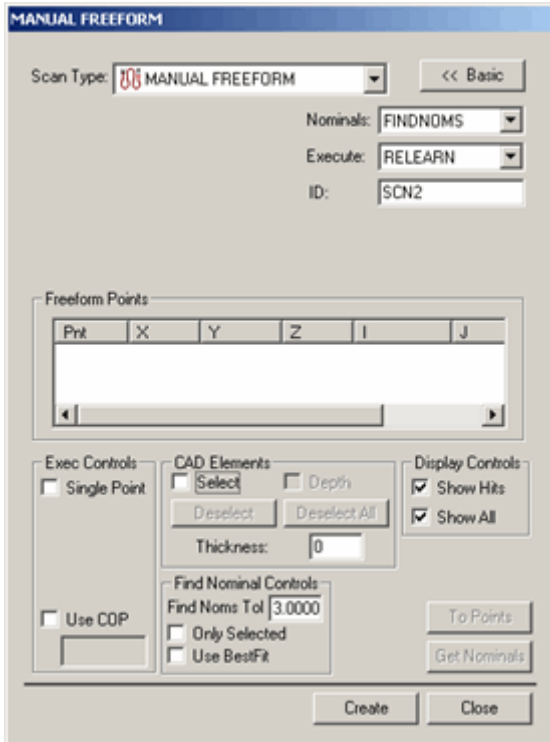 MANUAL FREEFORM
Scan Type: MANUAL FREEFORM << Basic
Nominals: FINDNOMS
Execute: RELEARN
ID: SCN2
Freeform Points
Pnt X Y Z I J
Exec Controls CAD Elements Display Controls
Single Point Select Depth Show Hits
Deselect Deselect All Show All
Thickness: 0
Find Nominal Controls
Use COP Find Noms Tol 3.0000 To Points
Only Selected
Use BestFit Get Nominals
Create Close